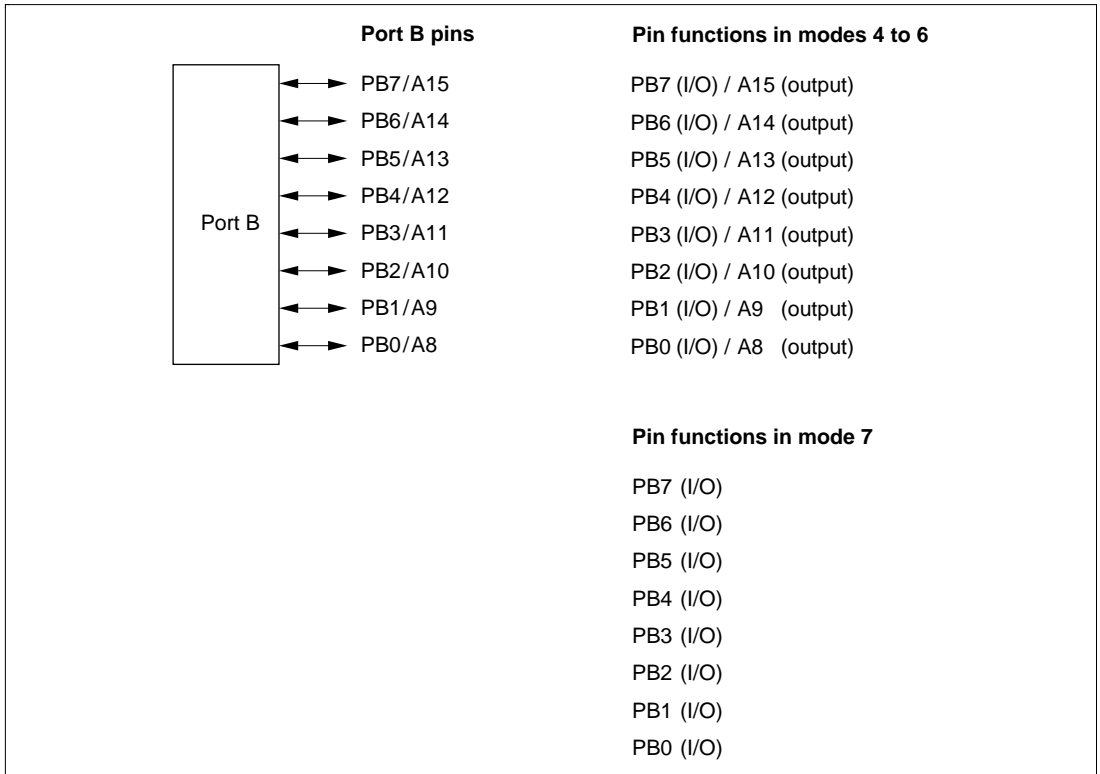 Port B pins Pin functions in modes 4 to 6
PB7/A15 PB7 (I/O) / A15 (output)
PB6/A14 PB6 (I/O) / A14 (output)
PB5/A13 PB5 (I/O) / A13 (output)
PB4/A12 PB4 (I/O) / A12 (output)
Port B PB3/A11 PB3 (I/O) / A11 (output)
PB2/A10 PB2 (I/O) / A10 (output)
PB1/A9 PB1 (I/O) / A9 (output)
PB0/A8 PB0 (I/O) / A8 (output)
Pin functions in mode 7
PB7 (I/O)
PB6 (I/O)
PB5 (I/O)
PB4 (I/O)
PB3 (I/O)
PB2 (I/O)
PB1 (I/O)
PB0 (I/O)